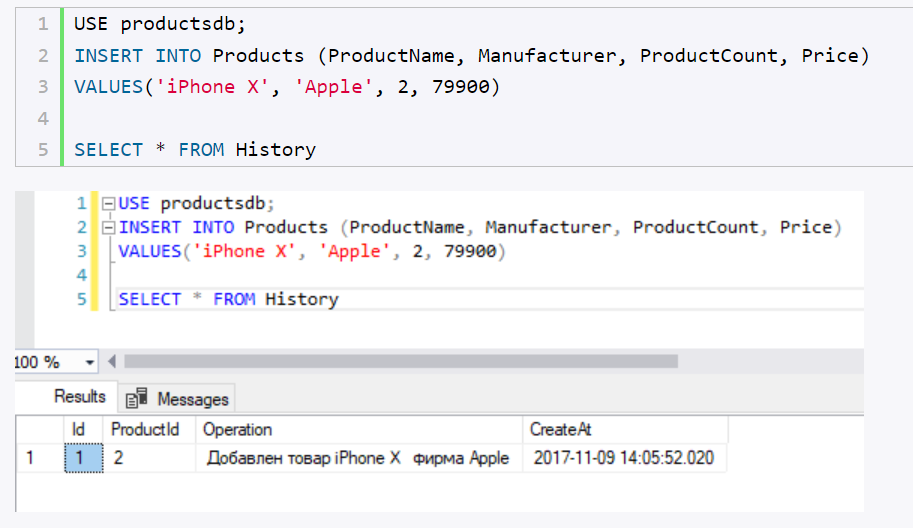 1 USE productsdb;
2 INSERT INTO Products (ProductName, Manufacturer, ProductCount, Price)
3 VALUES('iPhone X', 'Apple', 2, 79900)
4
5 SELECT * FROM History
1 USE productsdb;
2 INSERT INTO Products (ProductName, Manufacturer, ProductCount, Price)
3 VALUES('iPhone X', 'Apple', 2, 79900)
4
5 SELECT * FROM History
100 %
Results Messages
Id ProductId Operation CreateAt
1 1 2 Добавлен товар iPhone X фирма Apple 2017-11-09 14:05:52.020